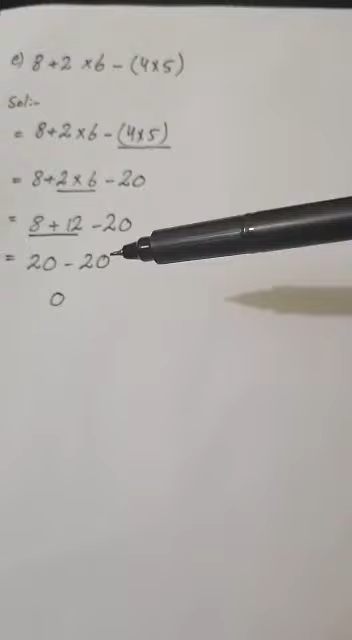 c) 8+2 ×6 - (4×5)
Sol:-
= 8+2×6 - (4×5)
= 8+2×6 - 20
= 8 + 12 - 20
= 20 - 20
0